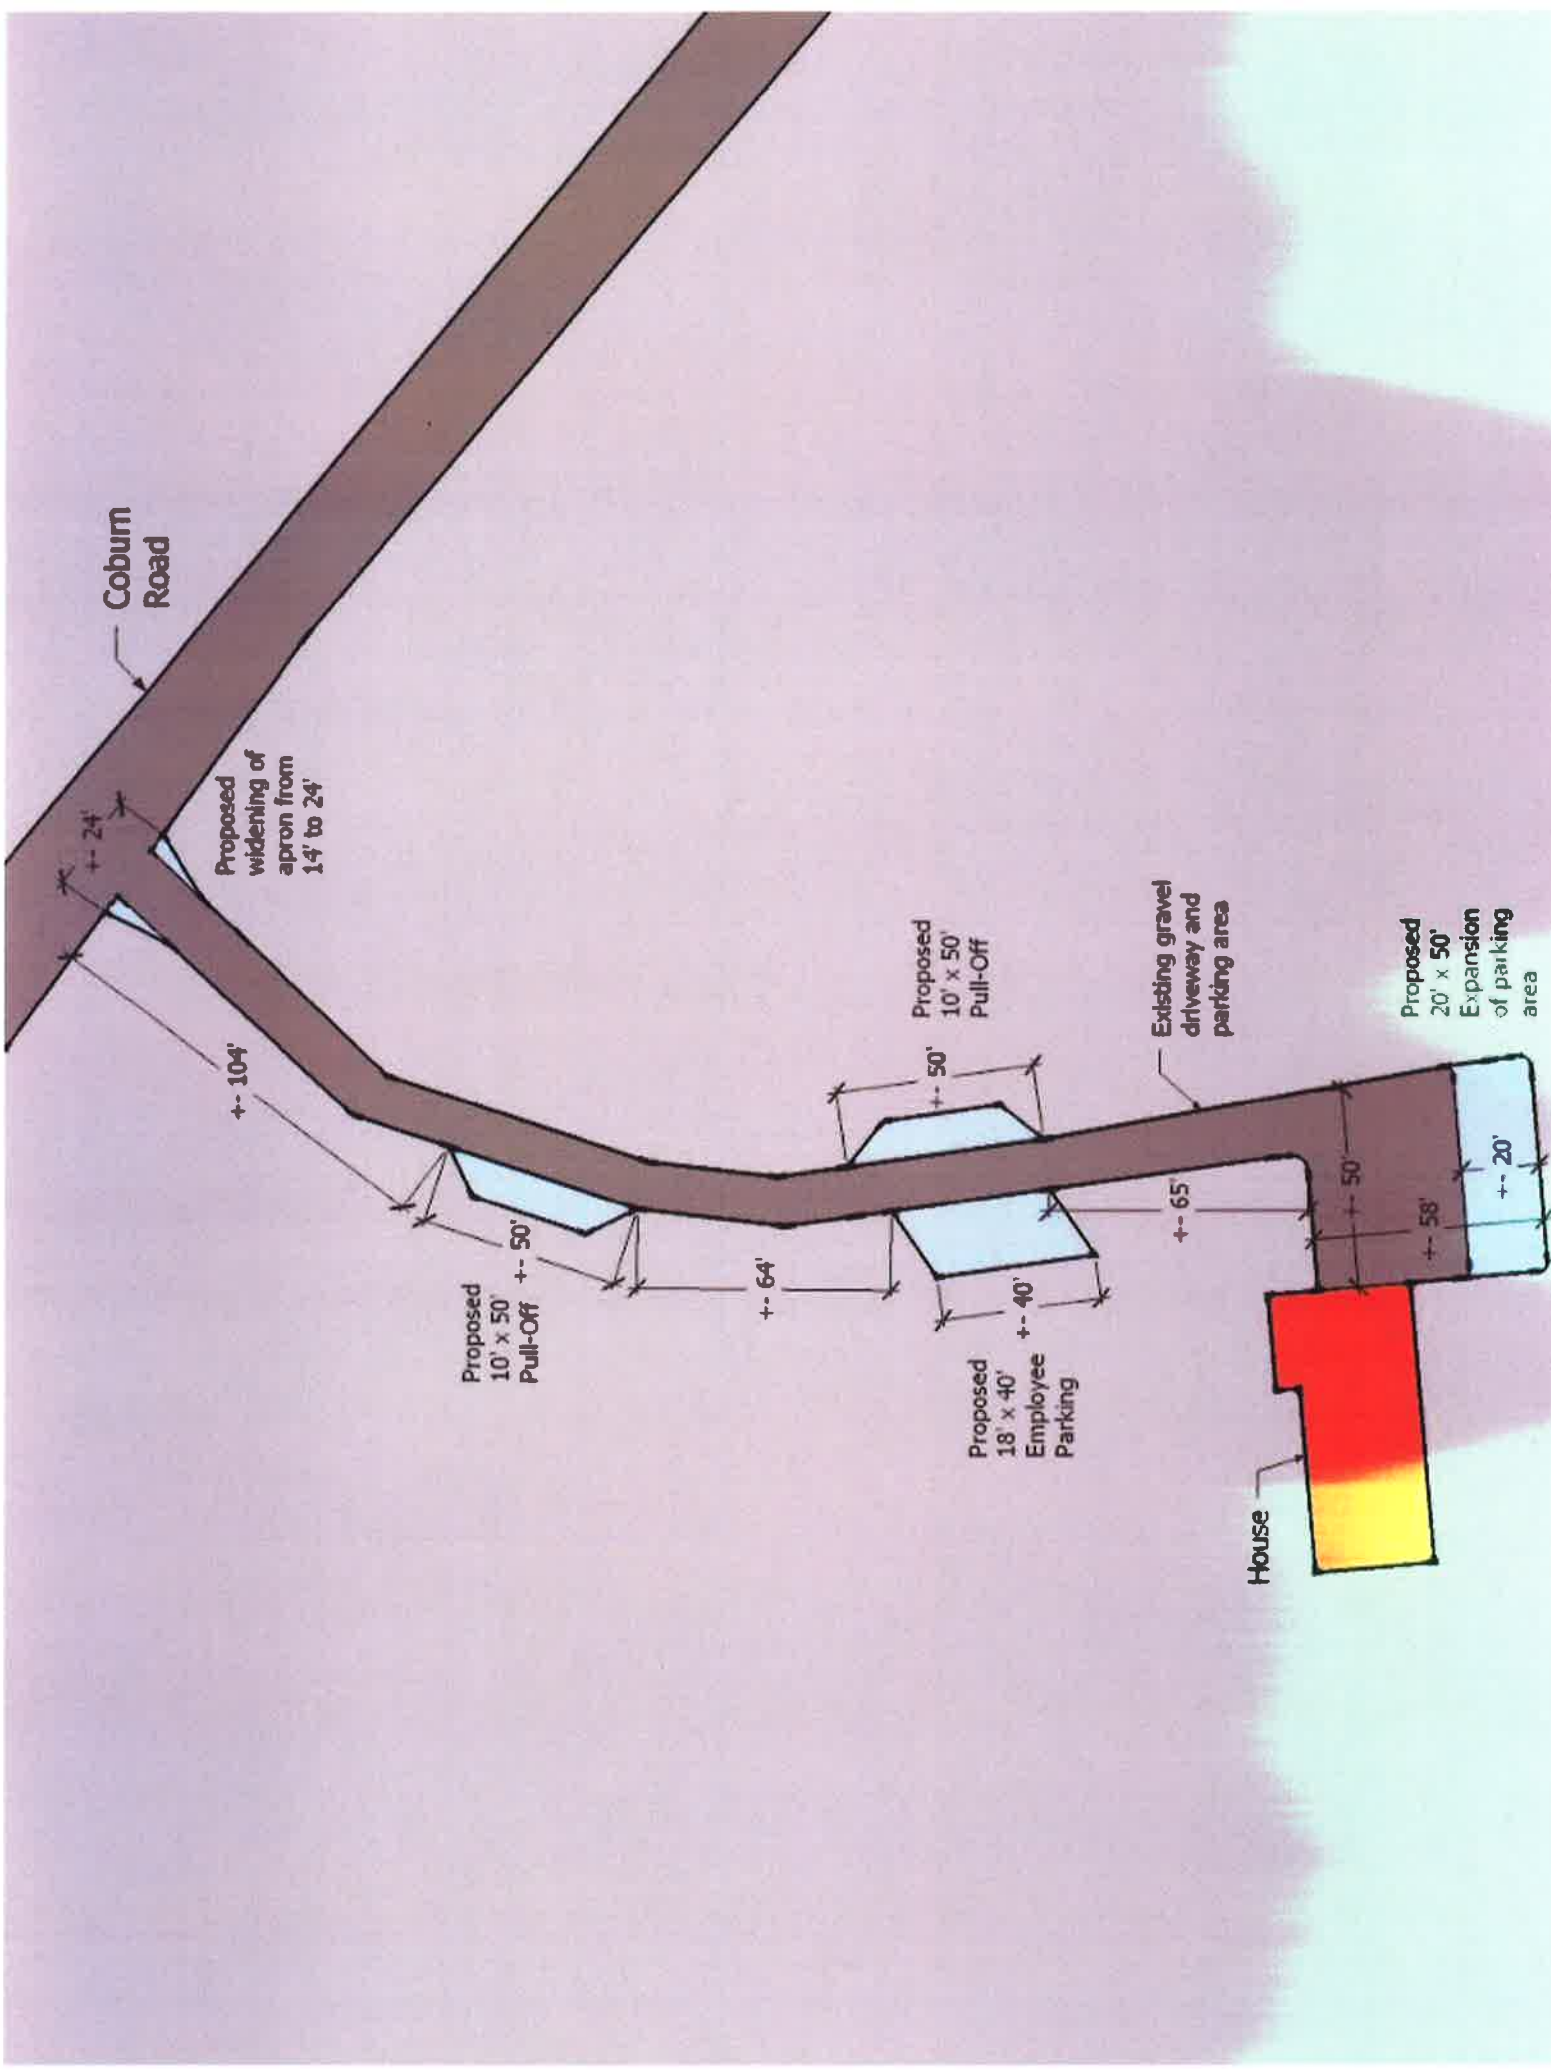 Coburn
Road
+- 24'
Proposed
widening of
apron from
14' to 24'
+- 104'
Proposed
10' x 50'
Pull-Off
+- 50'
+- 64'
Proposed
10' x 50'
Pull-Off
+- 50'
Proposed
18' x 40'
Employee
Parking
+- 40'
+- 65'
Existing gravel
driveway and
parking area
House
+- 50'
+- 58'
+- 20'
Proposed
20' x 50'
Expansion
of parking
area